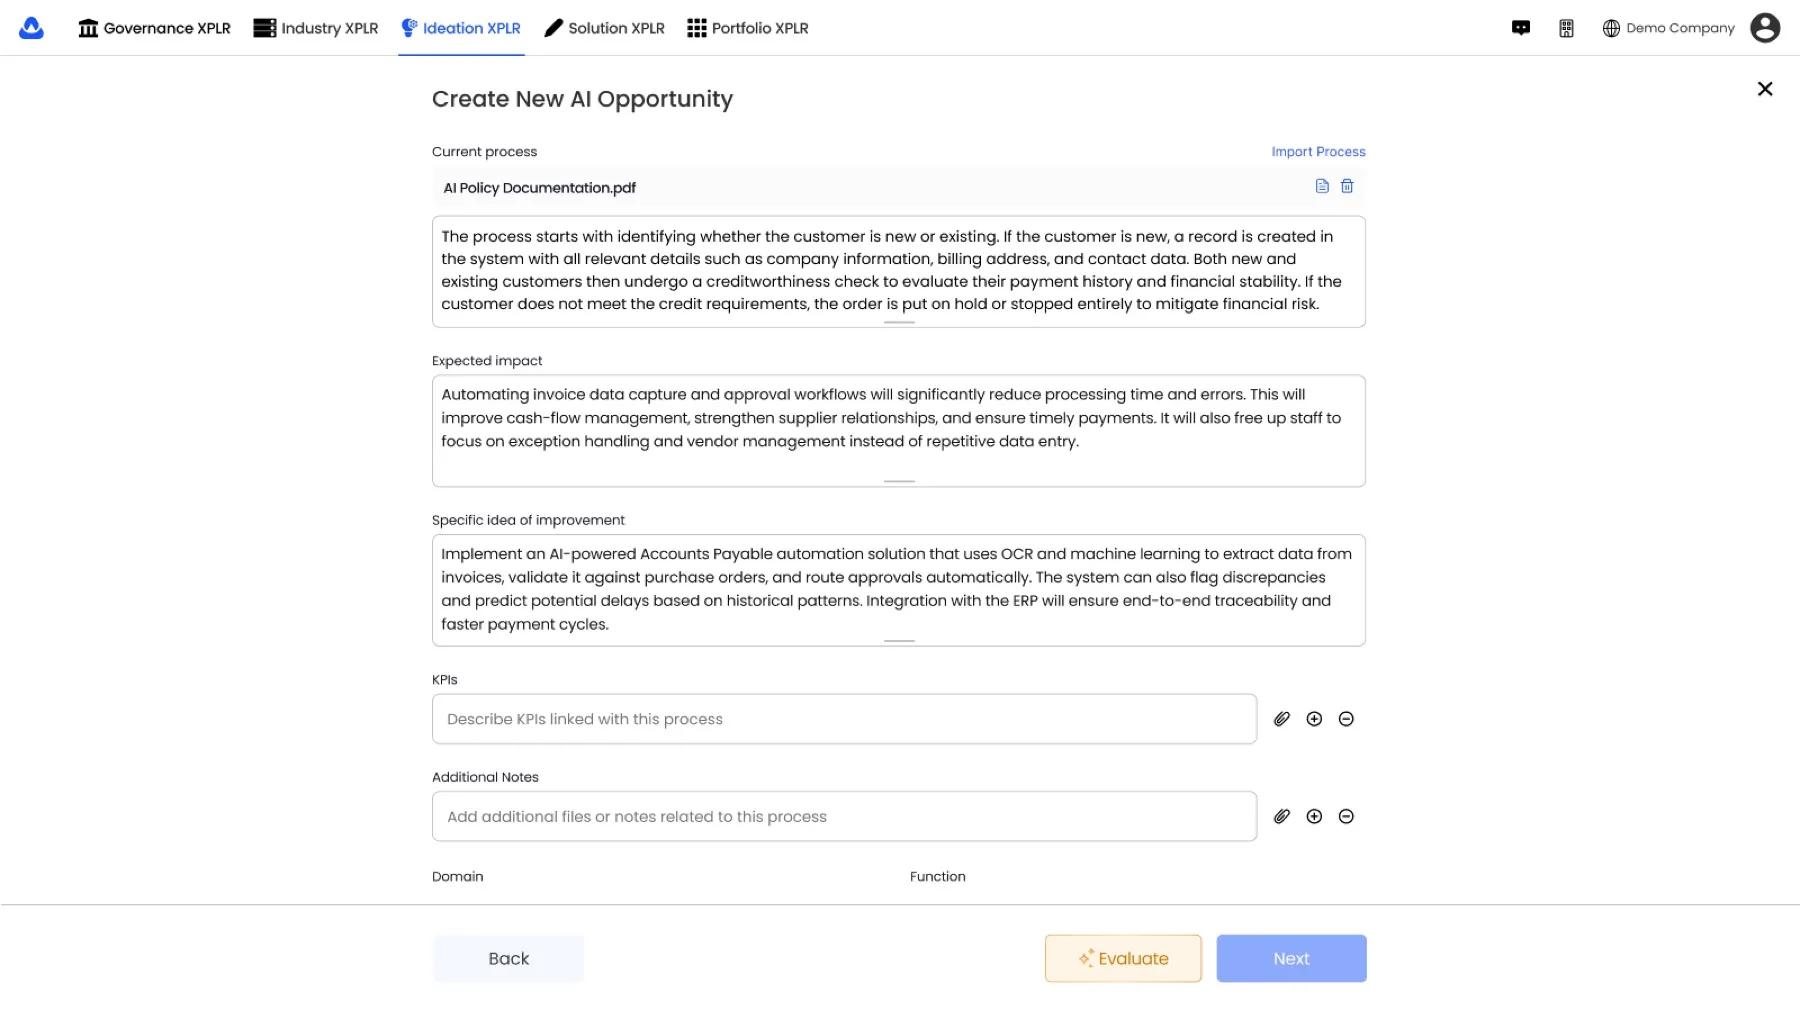 Governance XPLR Industry XPLR Ideation XPLR Solution XPLR Portfolio XPLR Demo Company
Create New AI Opportunity
Current process Import Process
AI Policy Documentation.pdf
The process starts with identifying whether the customer is new or existing. If the customer is new, a record is created in
the system with all relevant details such as company information, billing address, and contact data. Both new and
existing customers then undergo a creditworthiness check to evaluate their payment history and financial stability. If the
customer does not meet the credit requirements, the order is put on hold or stopped entirely to mitigate financial risk.
Expected impact
Automating invoice data capture and approval workflows will significantly reduce processing time and errors. This will
improve cash-flow management, strengthen supplier relationships, and ensure timely payments. It will also free up staff to
focus on exception handling and vendor management instead of repetitive data entry.
Specific idea of improvement
Implement an AI-powered Accounts Payable automation solution that uses OCR and machine learning to extract data from
invoices, validate it against purchase orders, and route approvals automatically. The system can also flag discrepancies
and predict potential delays based on historical patterns. Integration with the ERP will ensure end-to-end traceability and
faster payment cycles.
KPIs
Describe KPIs linked with this process
Additional Notes
Add additional files or notes related to this process
Domain Function
Back Evaluate Next